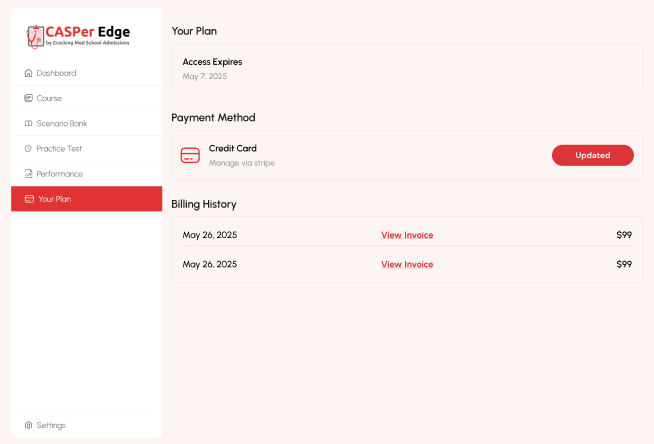 CASPer Edge
by Cracking Med School Admissions
Dashboard
Course
Scenario Bank
Practice Test
Performance
Your Plan
Settings
Your Plan
Access Expires
May 7, 2025
Payment Method
Credit Card
Manage via stripe
Updated
Billing History
May 26, 2025 View Invoice $99
May 26, 2025 View Invoice $99